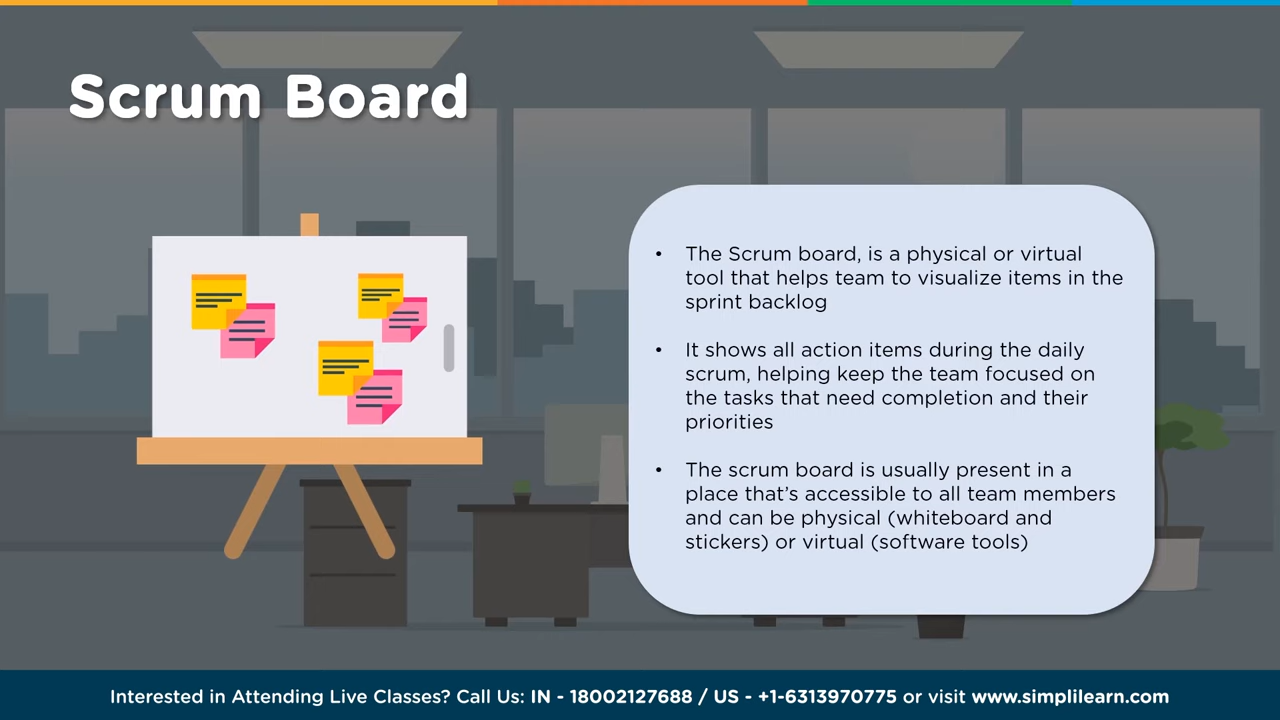 Scrum Board
• The Scrum board, is a physical or virtual
tool that helps team to visualize items in the
sprint backlog
• It shows all action items during the daily
scrum, helping keep the team focused on
the tasks that need completion and their
priorities
• The scrum board is usually present in a
place that’s accessible to all team members
and can be physical (whiteboard and
stickers) or virtual (software tools)
Interested in Attending Live Classes? Call Us: IN - 18002127688 / US - +1-6313970775 or visit www.simplilearn.com